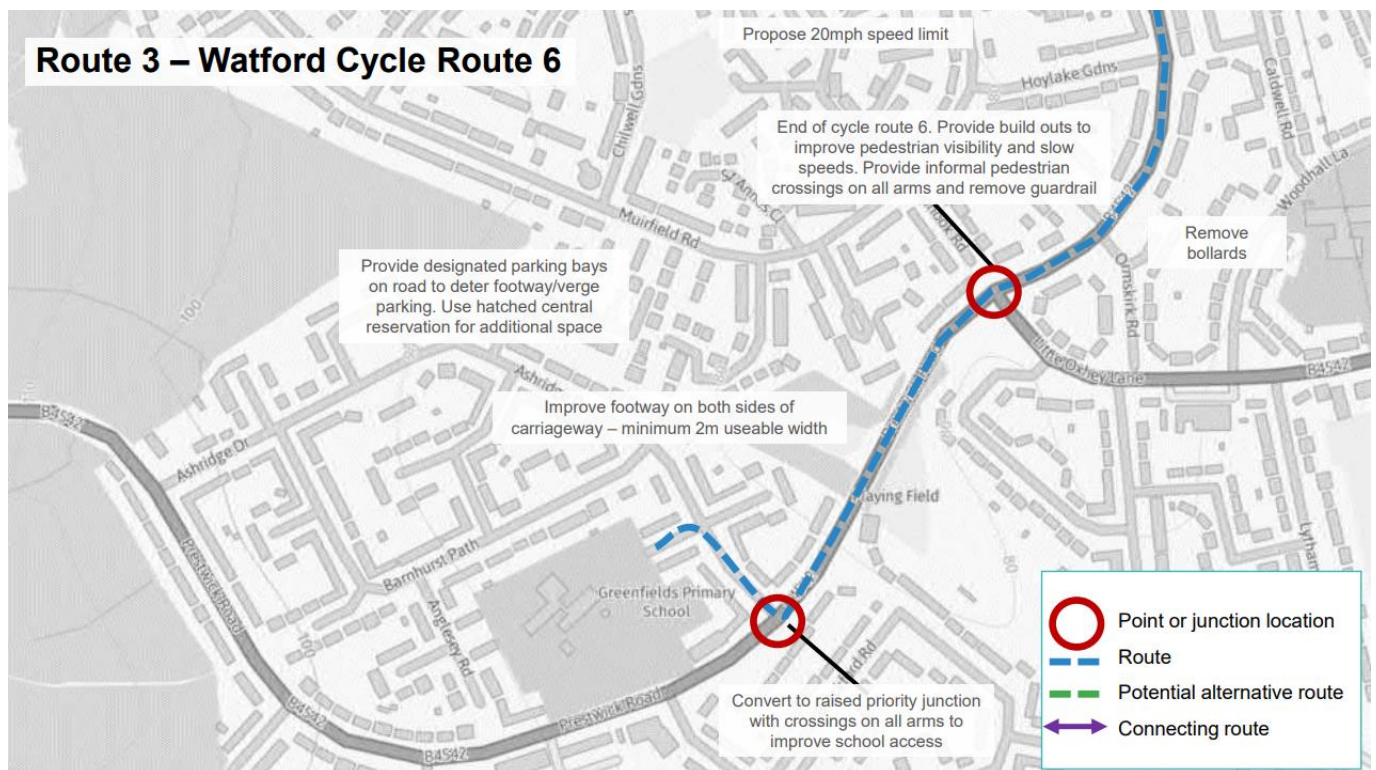 Route 3 – Watford Cycle Route 6
Propose 20mph speed limit
Hoylake Gdns
Caldwell Rd
Chilwell Gdns
End of cycle route 6. Provide build outs to
improve pedestrian visibility and slow
speeds. Provide informal pedestrian
crossings on all arms and remove guardrail
Woodhall La
B4542
St Annes Cl
Muirfield Rd
Remove
bollards
Provide designated parking bays
on road to deter footway/verge
parking. Use hatched central
reservation for additional space
100
Ormskirk Rd
Little Oxhey Lane
B4542
B4542
Ashridge
Improve footway on both sides of
carriageway – minimum 2m useable width
Ashridge Dr
Playing Field
Prestwick Road
Barnhurst Path
80
Lytham
Greenfields Primary
School
Anglesey Rd
100
Point or junction location
Route
Potential alternative route
Connecting route
Convert to raised priority junction
with crossings on all arms to
improve school access
Prestwick Road
B4542
B4542